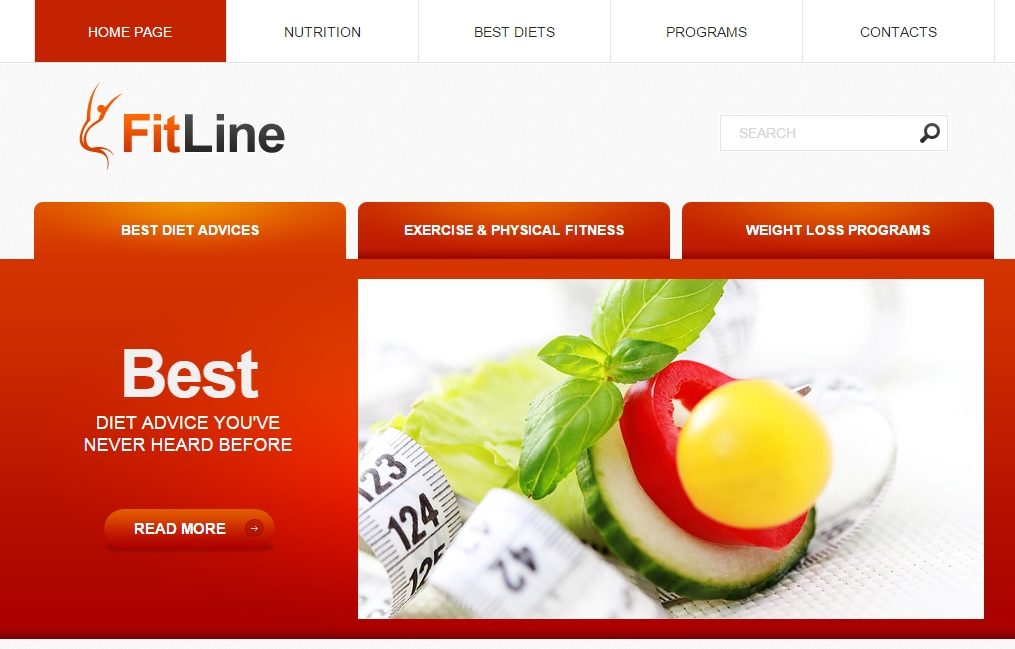 HOME PAGE
NUTRITION
BEST DIETS
PROGRAMS
CONTACTS
FitLine
SEARCH
BEST DIET ADVICES
EXERCISE & PHYSICAL FITNESS
WEIGHT LOSS PROGRAMS
Best
DIET ADVICE YOU'VE
NEVER HEARD BEFORE
READ MORE
123
124
125
42